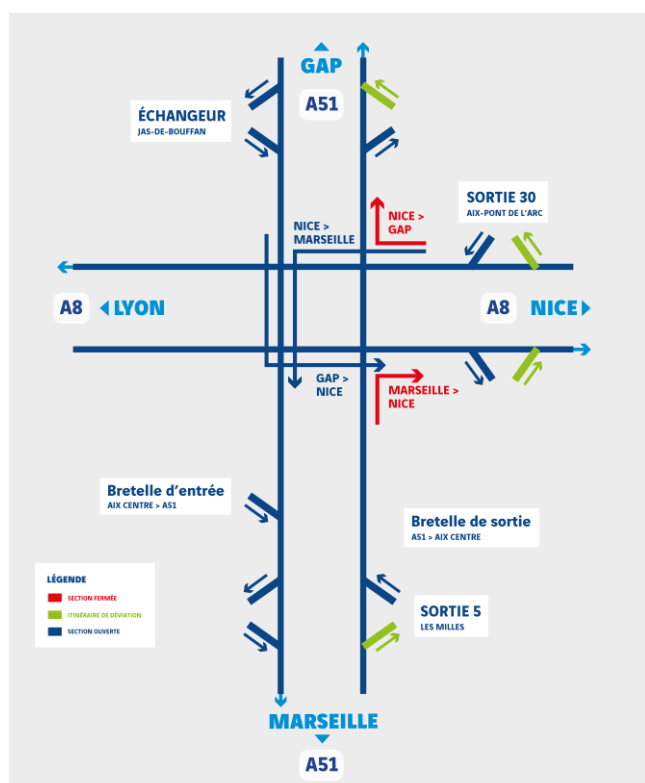 GAP
A51
ÉCHANGEUR
JAS-DE-BOUFFAN
SORTIE 30
AIX-PONT DE L'ARC
NICE >
GAP
NICE >
MARSEILLE
A8
LYON
A8
NICE
GAP >
NICE
MARSEILLE >
NICE
Bretelle d'entrée
AIX CENTRE > A51
Bretelle de sortie
A51 > AIX CENTRE
LÉGENDE
SECTION FERMÉE
ITINÉRAIRE DE DÉVIATION
SECTION OUVERTE
SORTIE 5
LES MILLES
MARSEILLE
A51